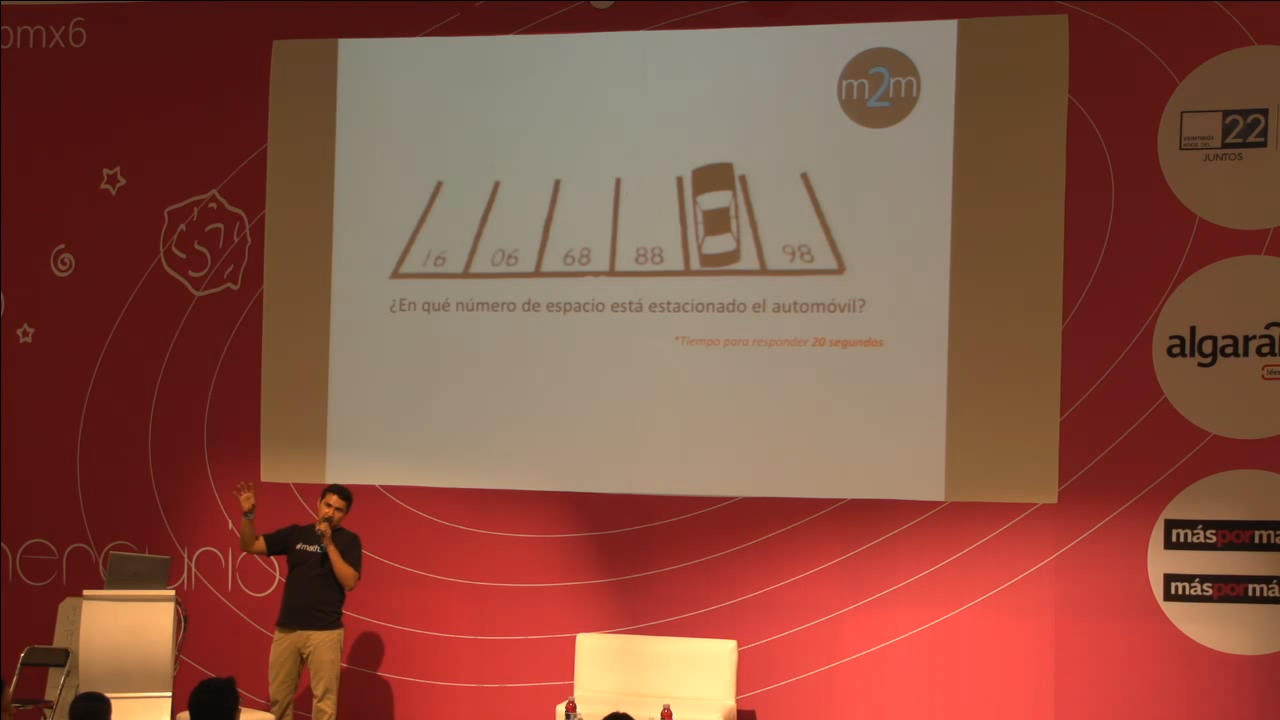 m2m
16 06 68 88 98
¿En qué número de espacio está estacionado el automóvil?
*Tiempo para responder 20 segundos
#math
22
JUNTOS
algara
máspormá
máspormá